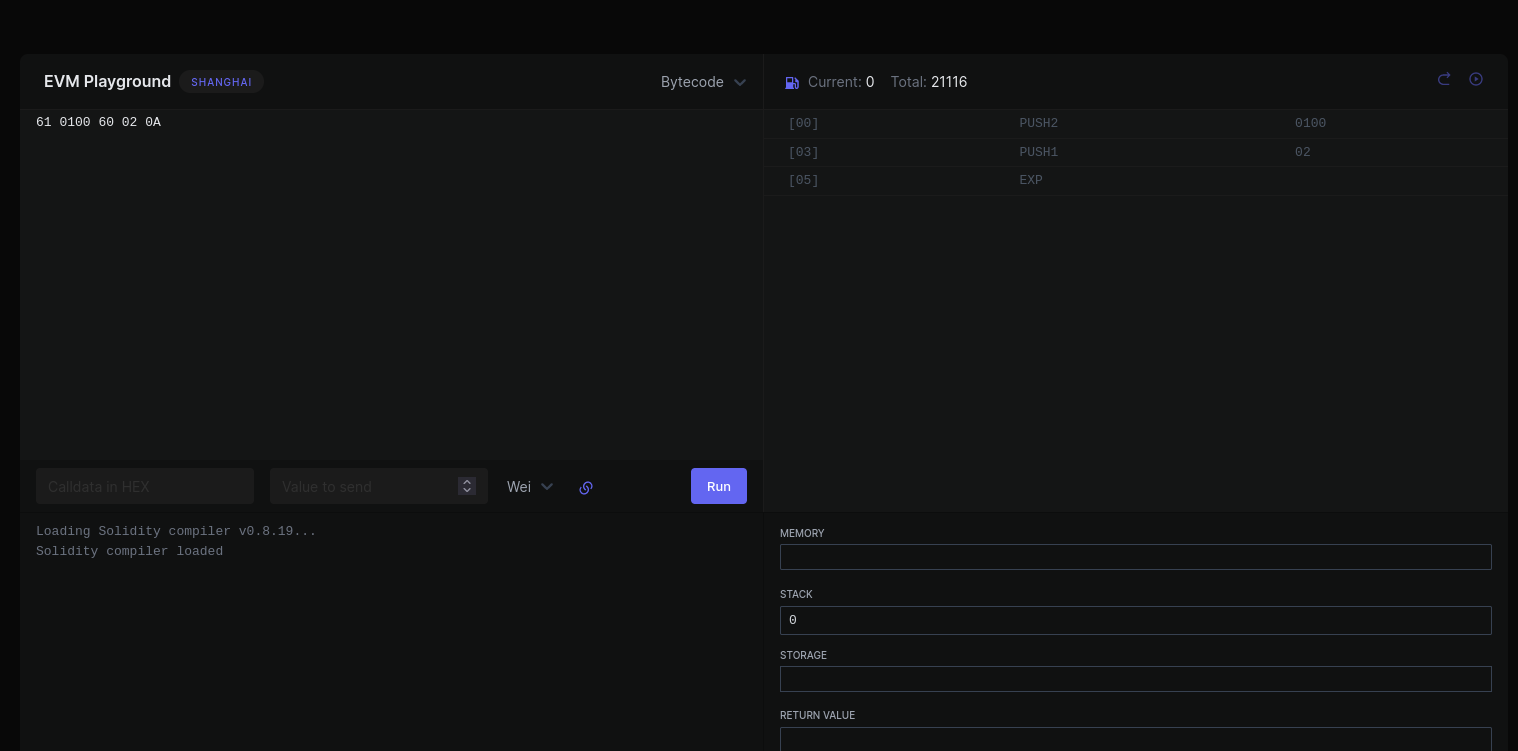 EVM Playground SHANGHAI Bytecode
61 0100 60 02 0A
Calldata in HEX Value to send Wei Run
Loading Solidity compiler v0.8.19...
Solidity compiler loaded
Current: 0 Total: 21116
[00] PUSH2 0100
[03] PUSH1 02
[05] EXP
MEMORY
STACK
0
STORAGE
RETURN VALUE